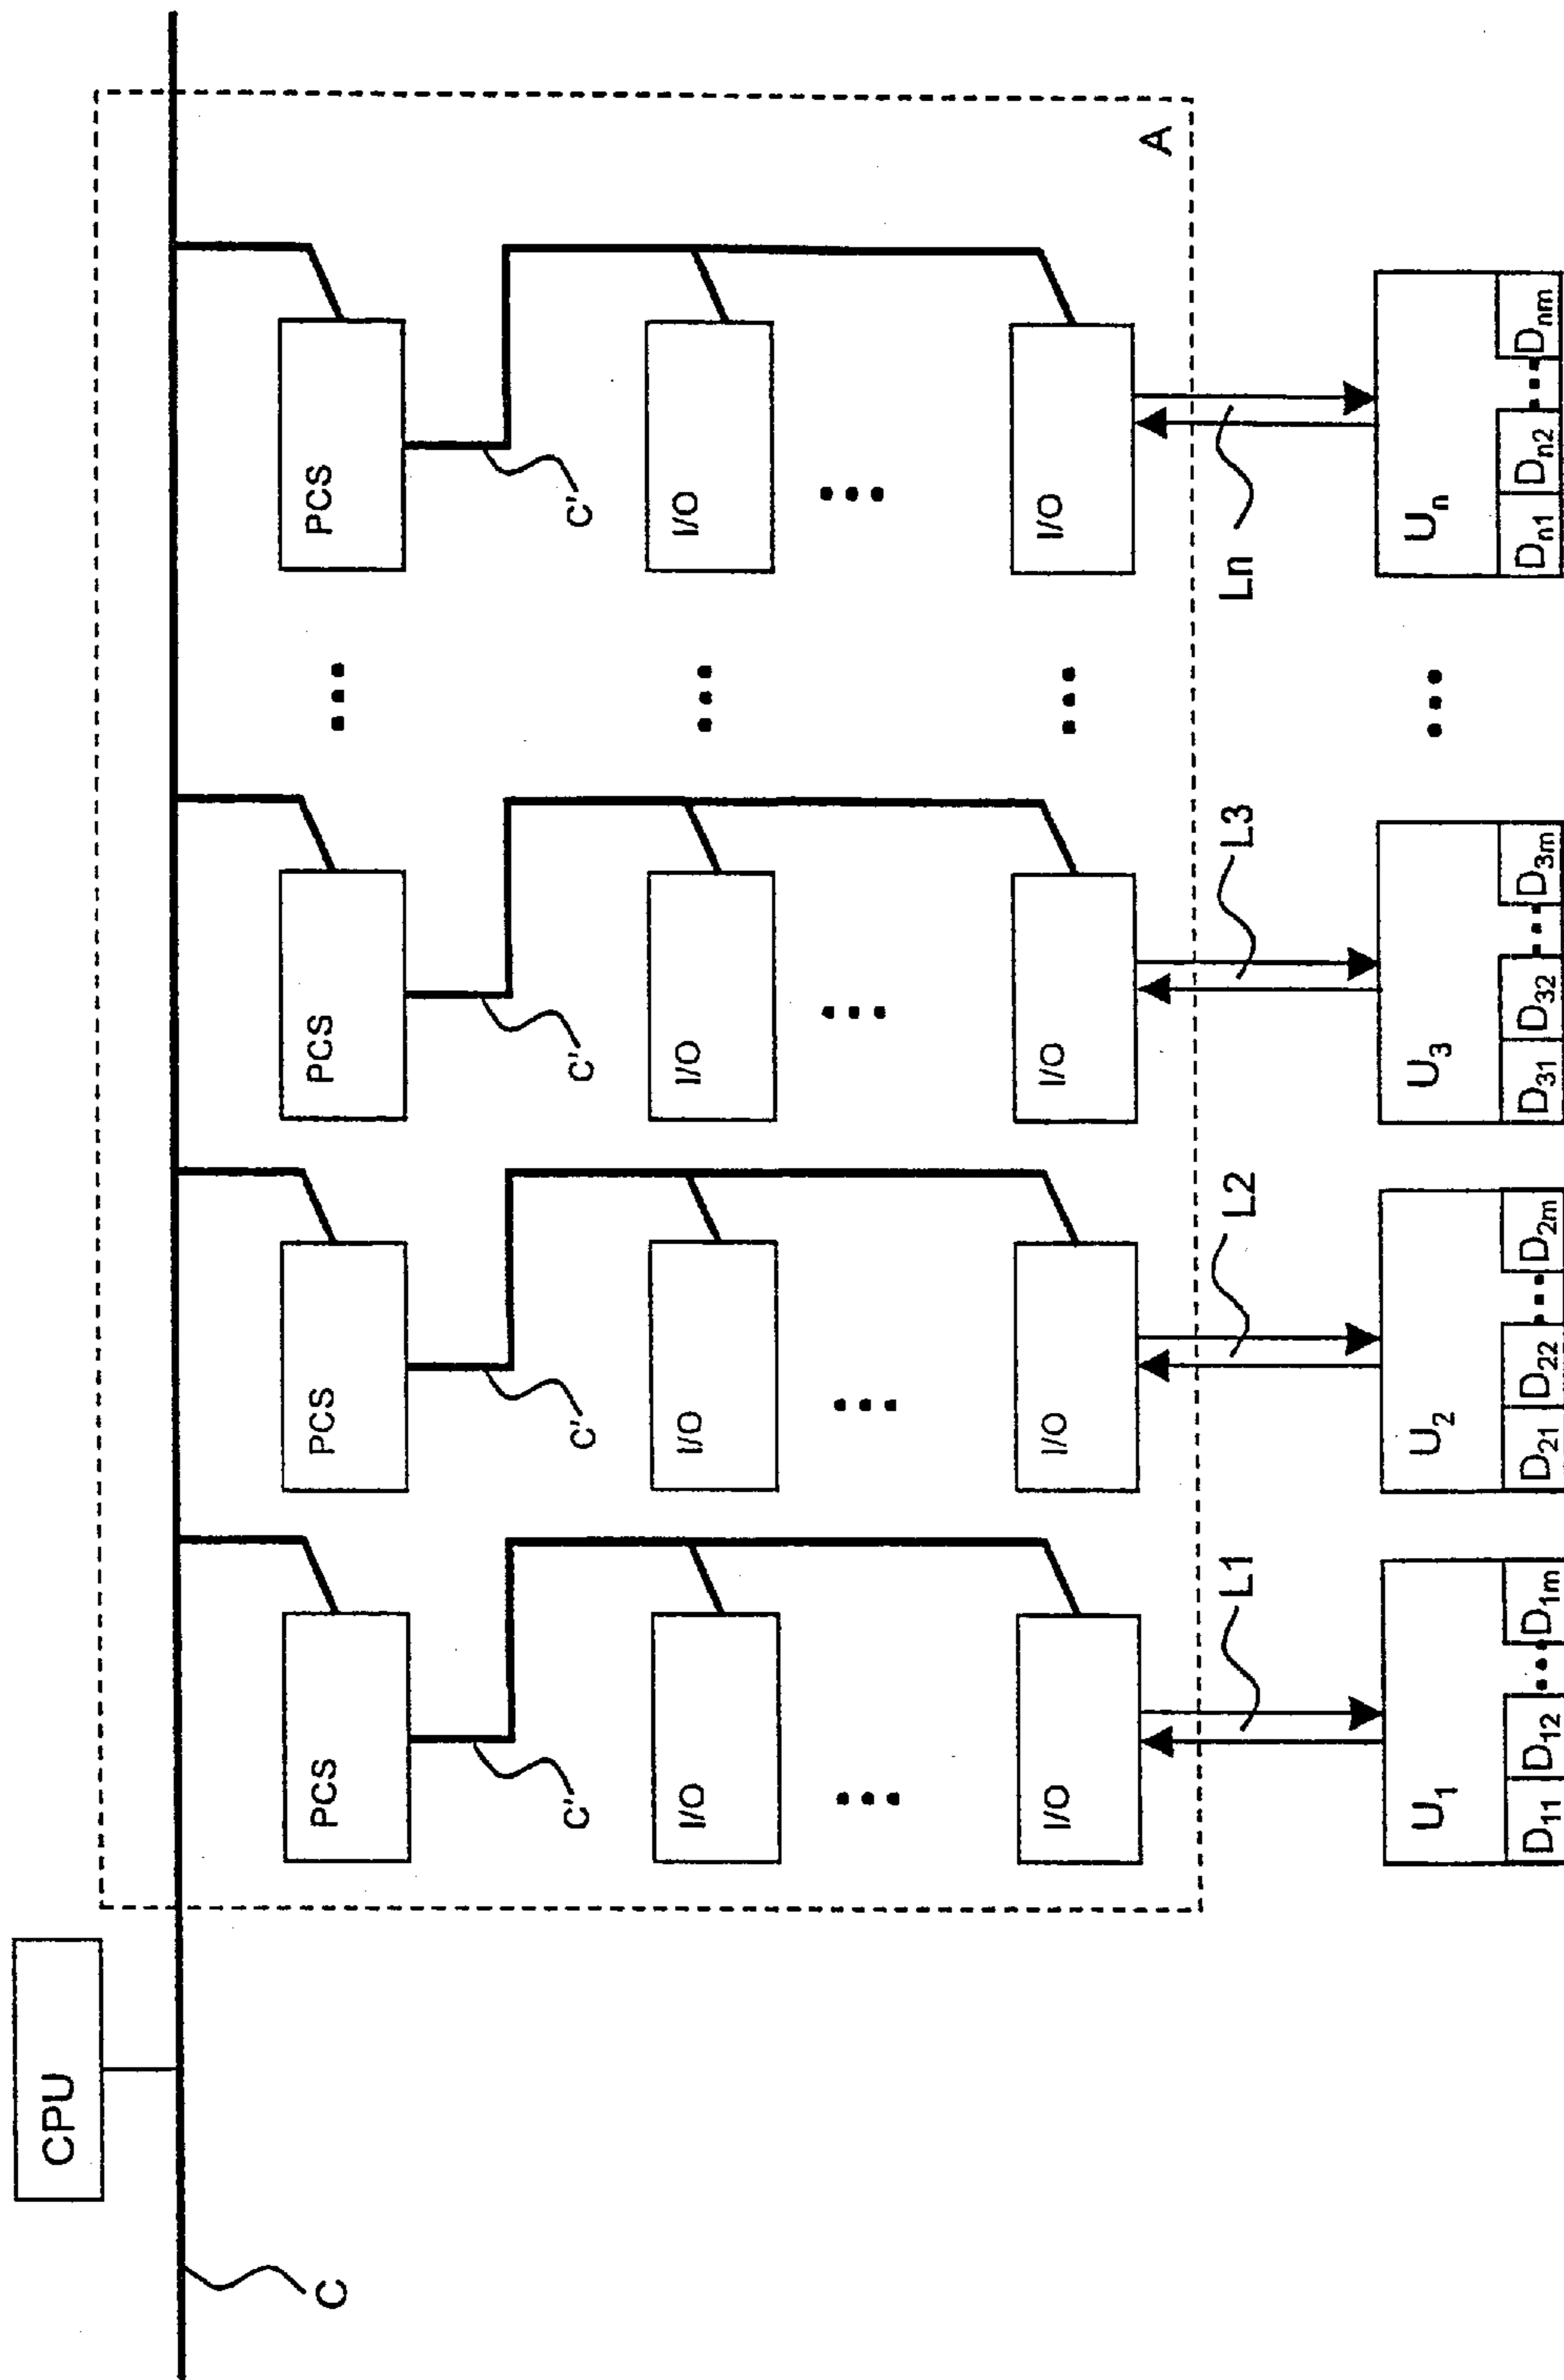 CPU
C
A
PCS
PCS
PCS
PCS
C'
C'
C'
C'
I/O
I/O
I/O
I/O
I/O
I/O
I/O
I/O
L1
L2
L3
Ln
U₁
U₂
U₃
Uₙ
D₁₁ D₁₂ ... D₁ₘ
D₂₁ D₂₂ ... D₂ₘ
D₃₁ D₃₂ ... D₃ₘ
Dₙ₁ Dₙ₂ ... Dₙₘ